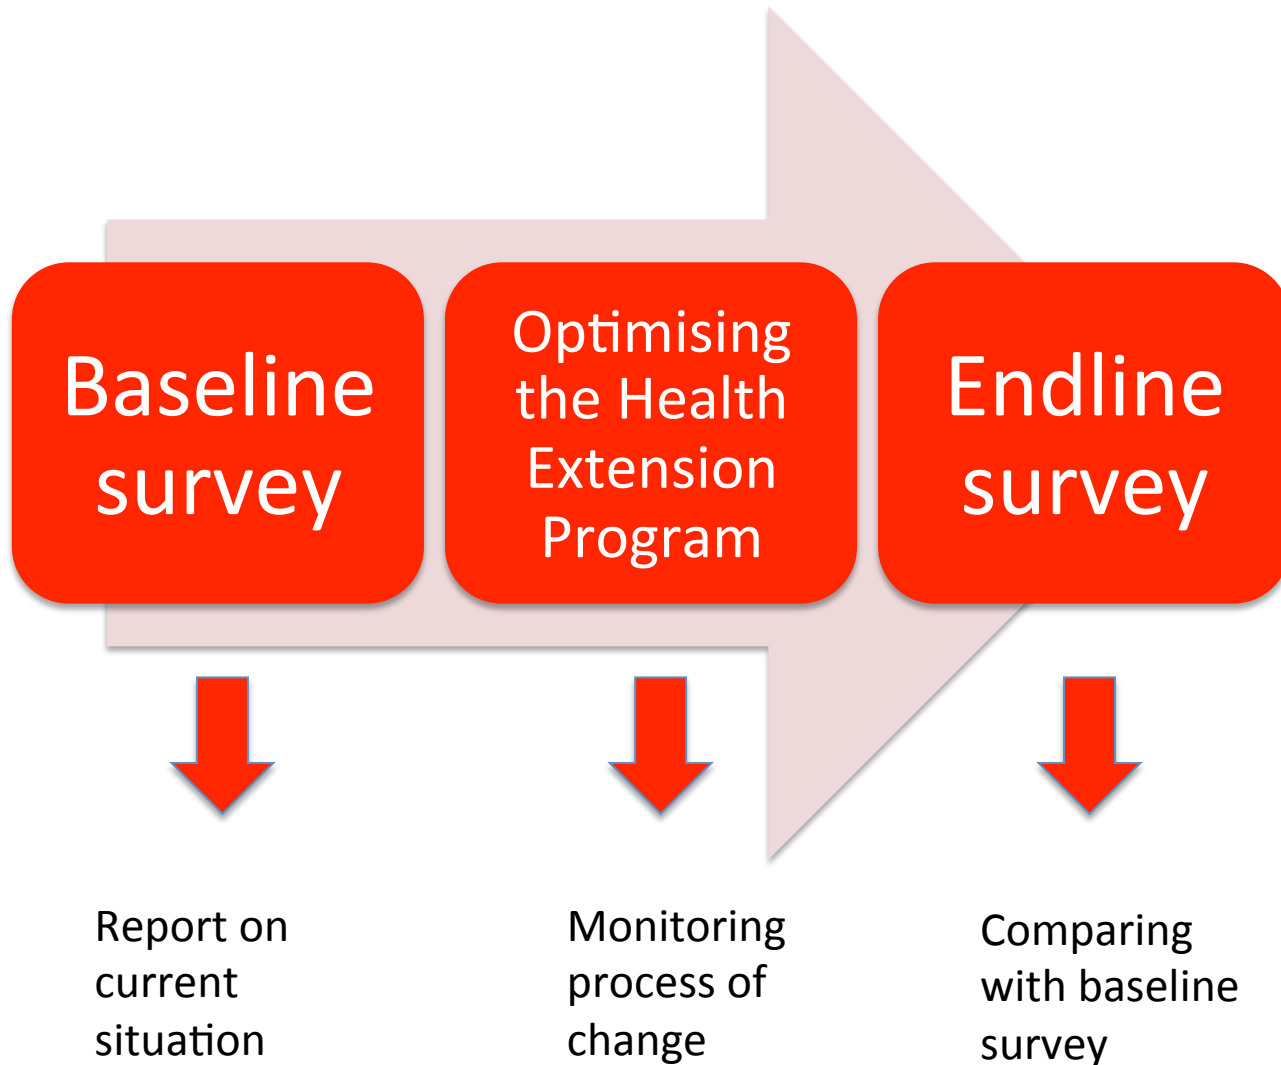 Baseline
survey
Optimising
the Health
Extension
Program
Endline
survey
Report on
current
situation
Monitoring
process of
change
Comparing
with baseline
survey